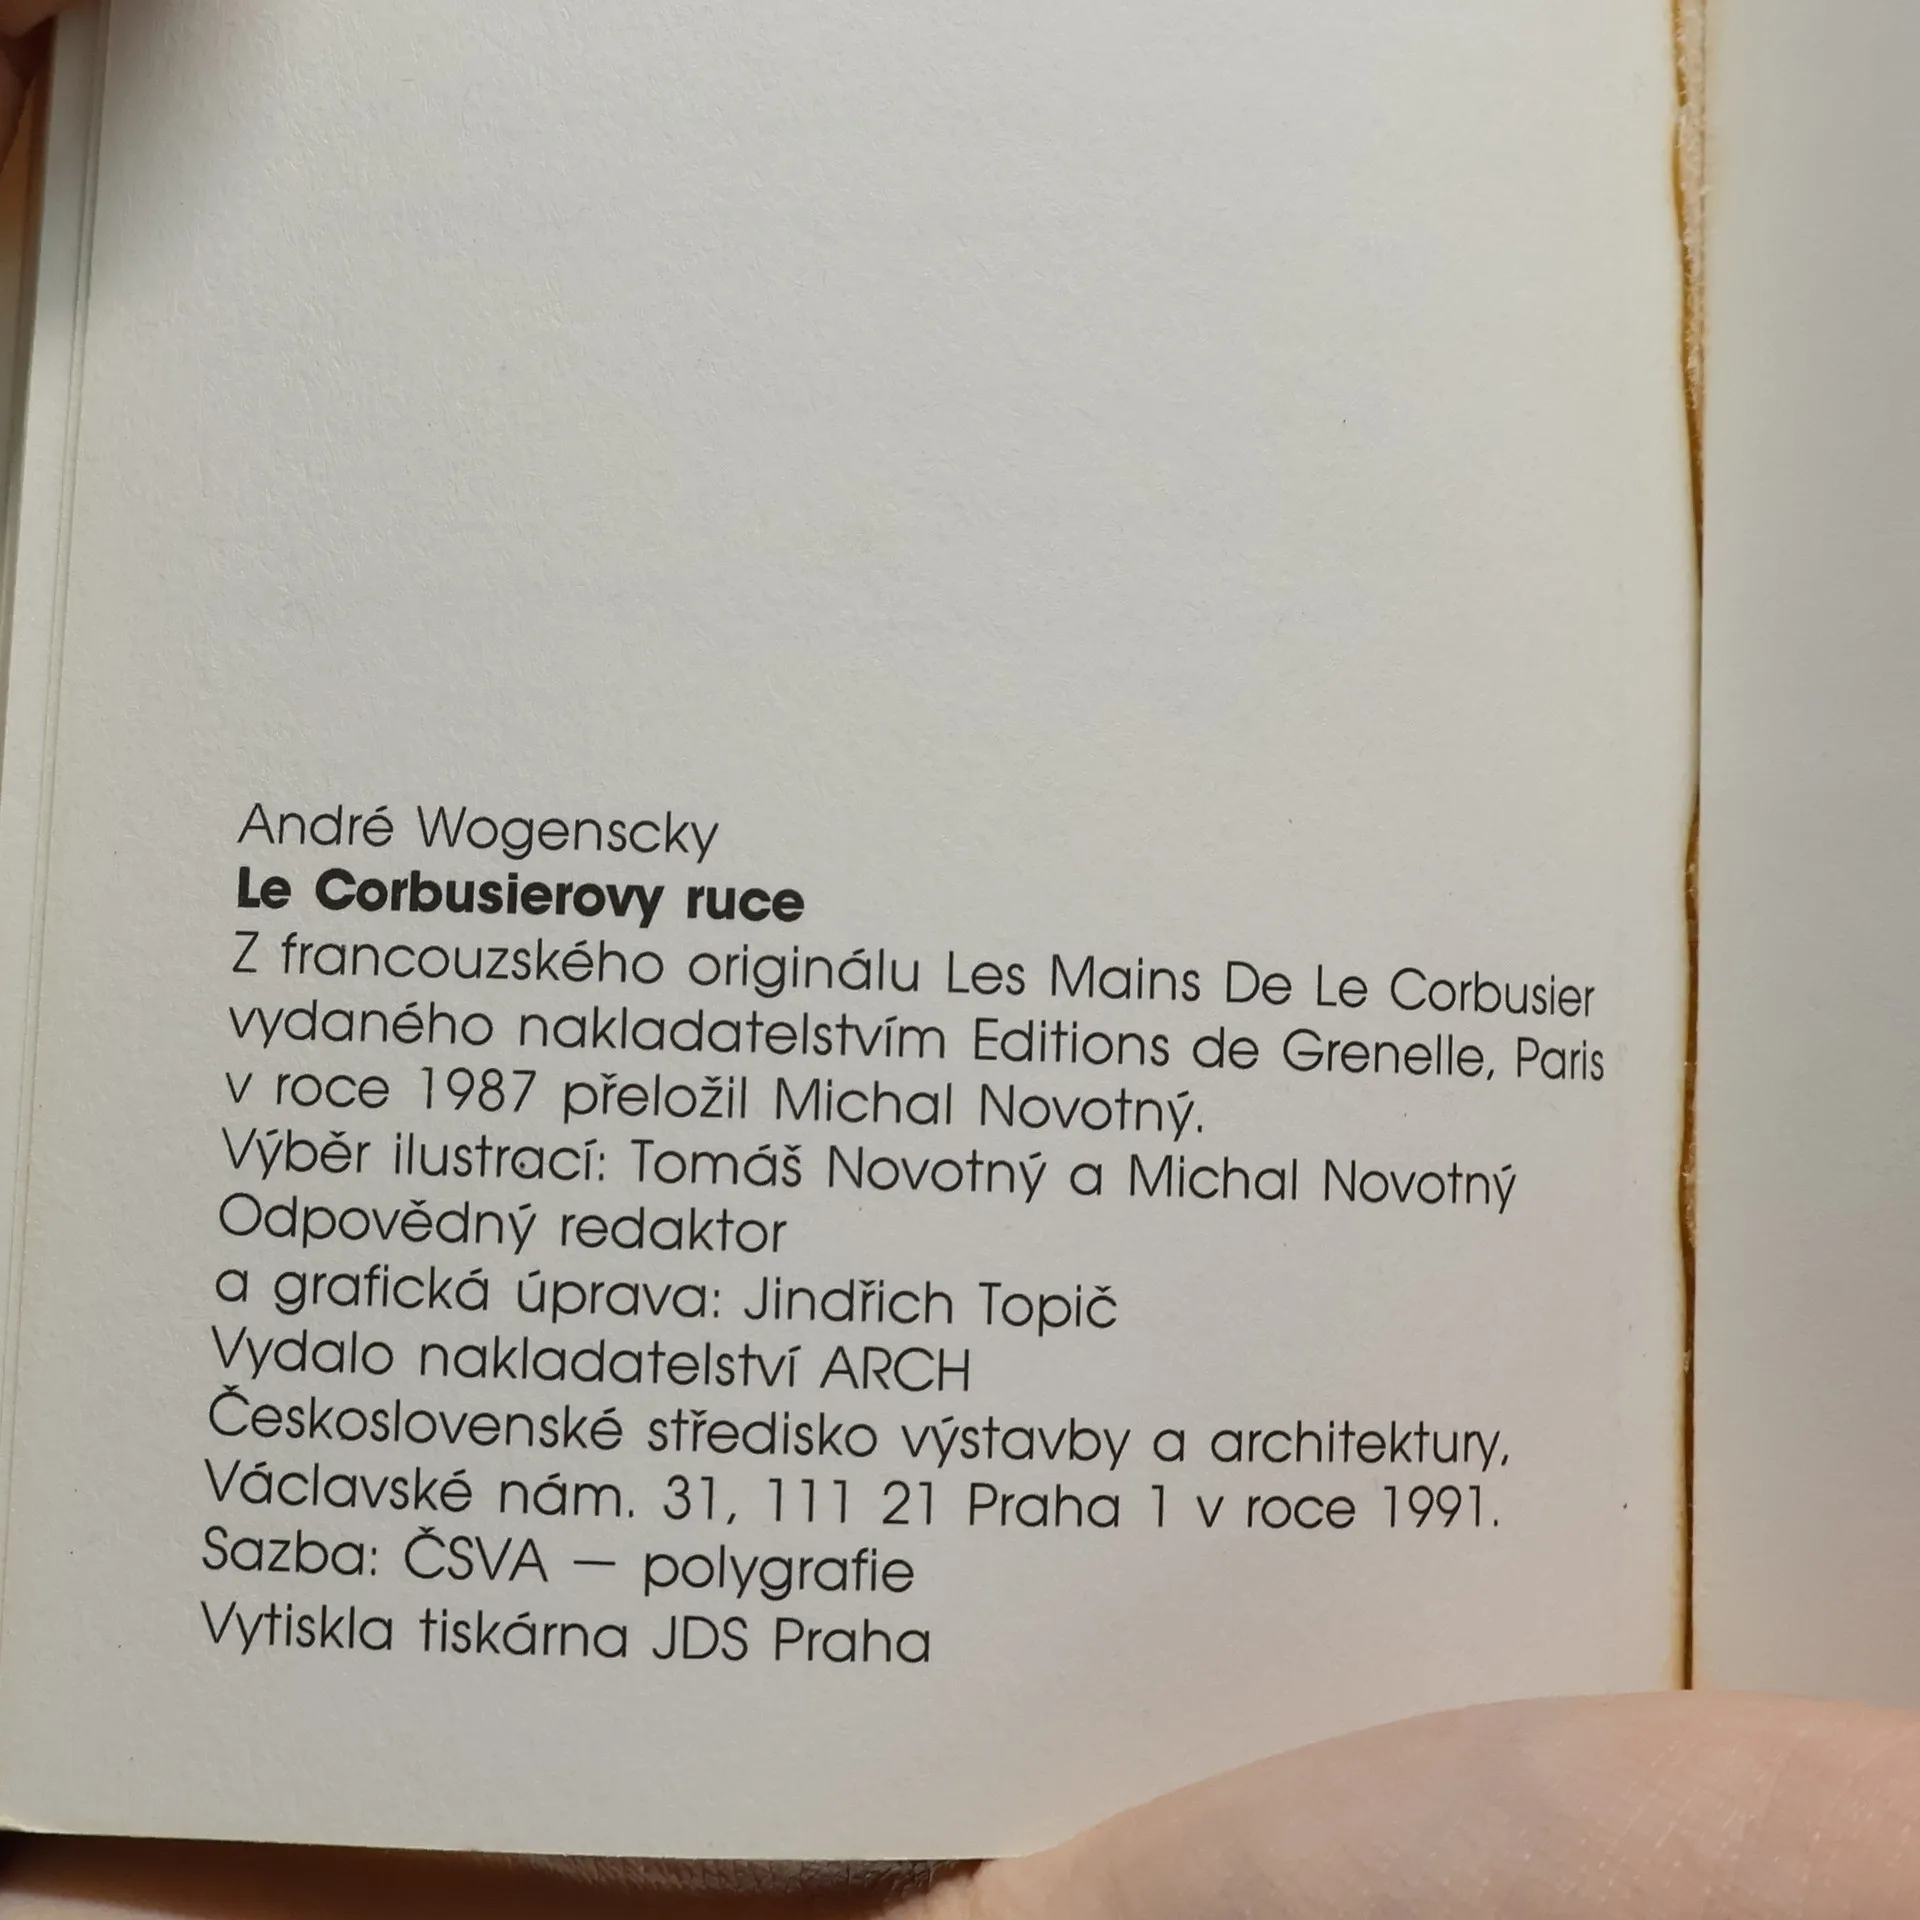 André Wogenscky
Le Corbusierovy ruce
Z francouzského originálu Les Mains De Le Corbusier
vydaného nakladatelstvím Editions de Grenelle, Paris
v roce 1987 přeložil Michal Novotný.
Výběr ilustrací: Tomáš Novotný a Michal Novotný
Odpovědný redaktor
a grafická úprava: Jindřich Topič
Vydalo nakladatelství ARCH
Československé středisko výstavby a architektury,
Václavské nám. 31, 111 21 Praha 1 v roce 1991.
Sazba: ČSVA — polygrafie
Vytiskla tiskárna JDS Praha